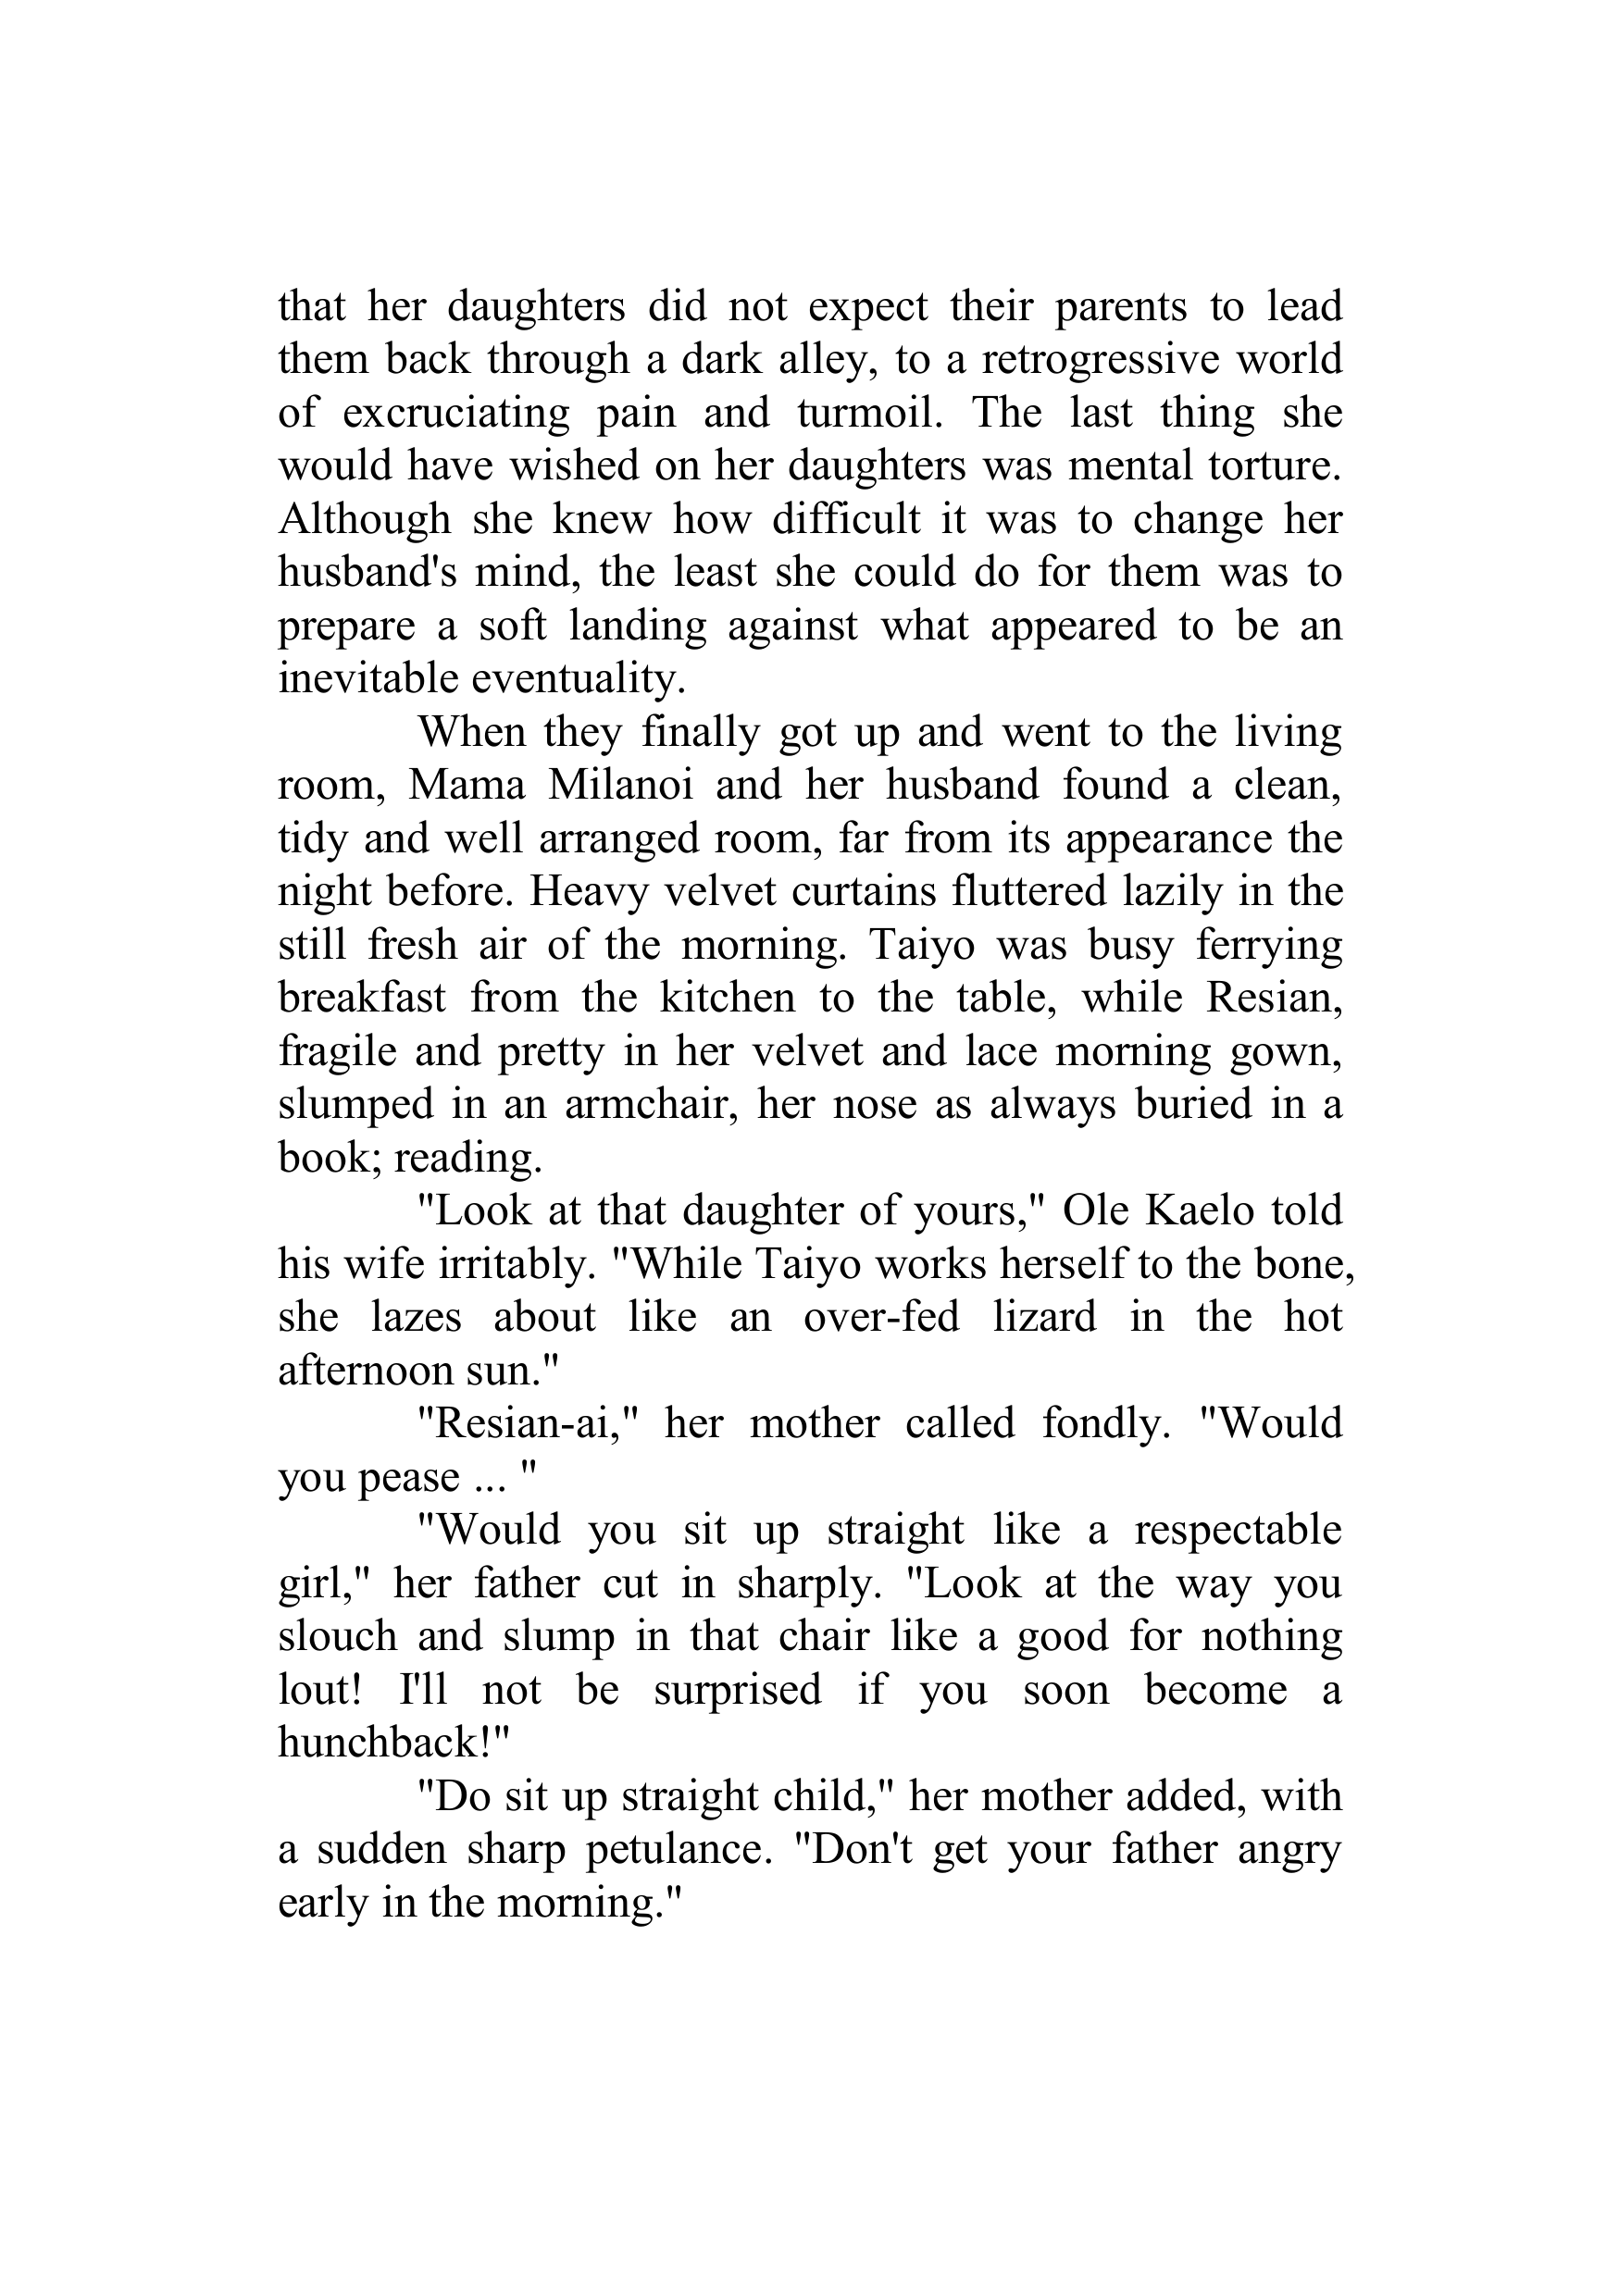 that her daughters did not expect their parents to lead
them back through a dark alley, to a retrogressive world
of excruciating pain and turmoil. The last thing she
would have wished on her daughters was mental torture.
Although she knew how difficult it was to change her
husband's mind, the least she could do for them was to
prepare a soft landing against what appeared to be an
inevitable eventuality.
When they finally got up and went to the living
room, Mama Milanoi and her husband found a clean,
tidy and well arranged room, far from its appearance the
night before. Heavy velvet curtains fluttered lazily in the
still fresh air of the morning. Taiyo was busy ferrying
breakfast from the kitchen to the table, while Resian,
fragile and pretty in her velvet and lace morning gown,
slumped in an armchair, her nose as always buried in a
book; reading.
"Look at that daughter of yours," Ole Kaelo told
his wife irritably. "While Taiyo works herself to the bone,
she lazes about like an over-fed lizard in the hot
afternoon sun."
"Resian-ai," her mother called fondly. "Would
you pease ... "
"Would you sit up straight like a respectable
girl," her father cut in sharply. "Look at the way you
slouch and slump in that chair like a good for nothing
lout! I'll not be surprised if you soon become a
hunchback!"
"Do sit up straight child," her mother added, with
a sudden sharp petulance. "Don't get your father angry
early in the morning."